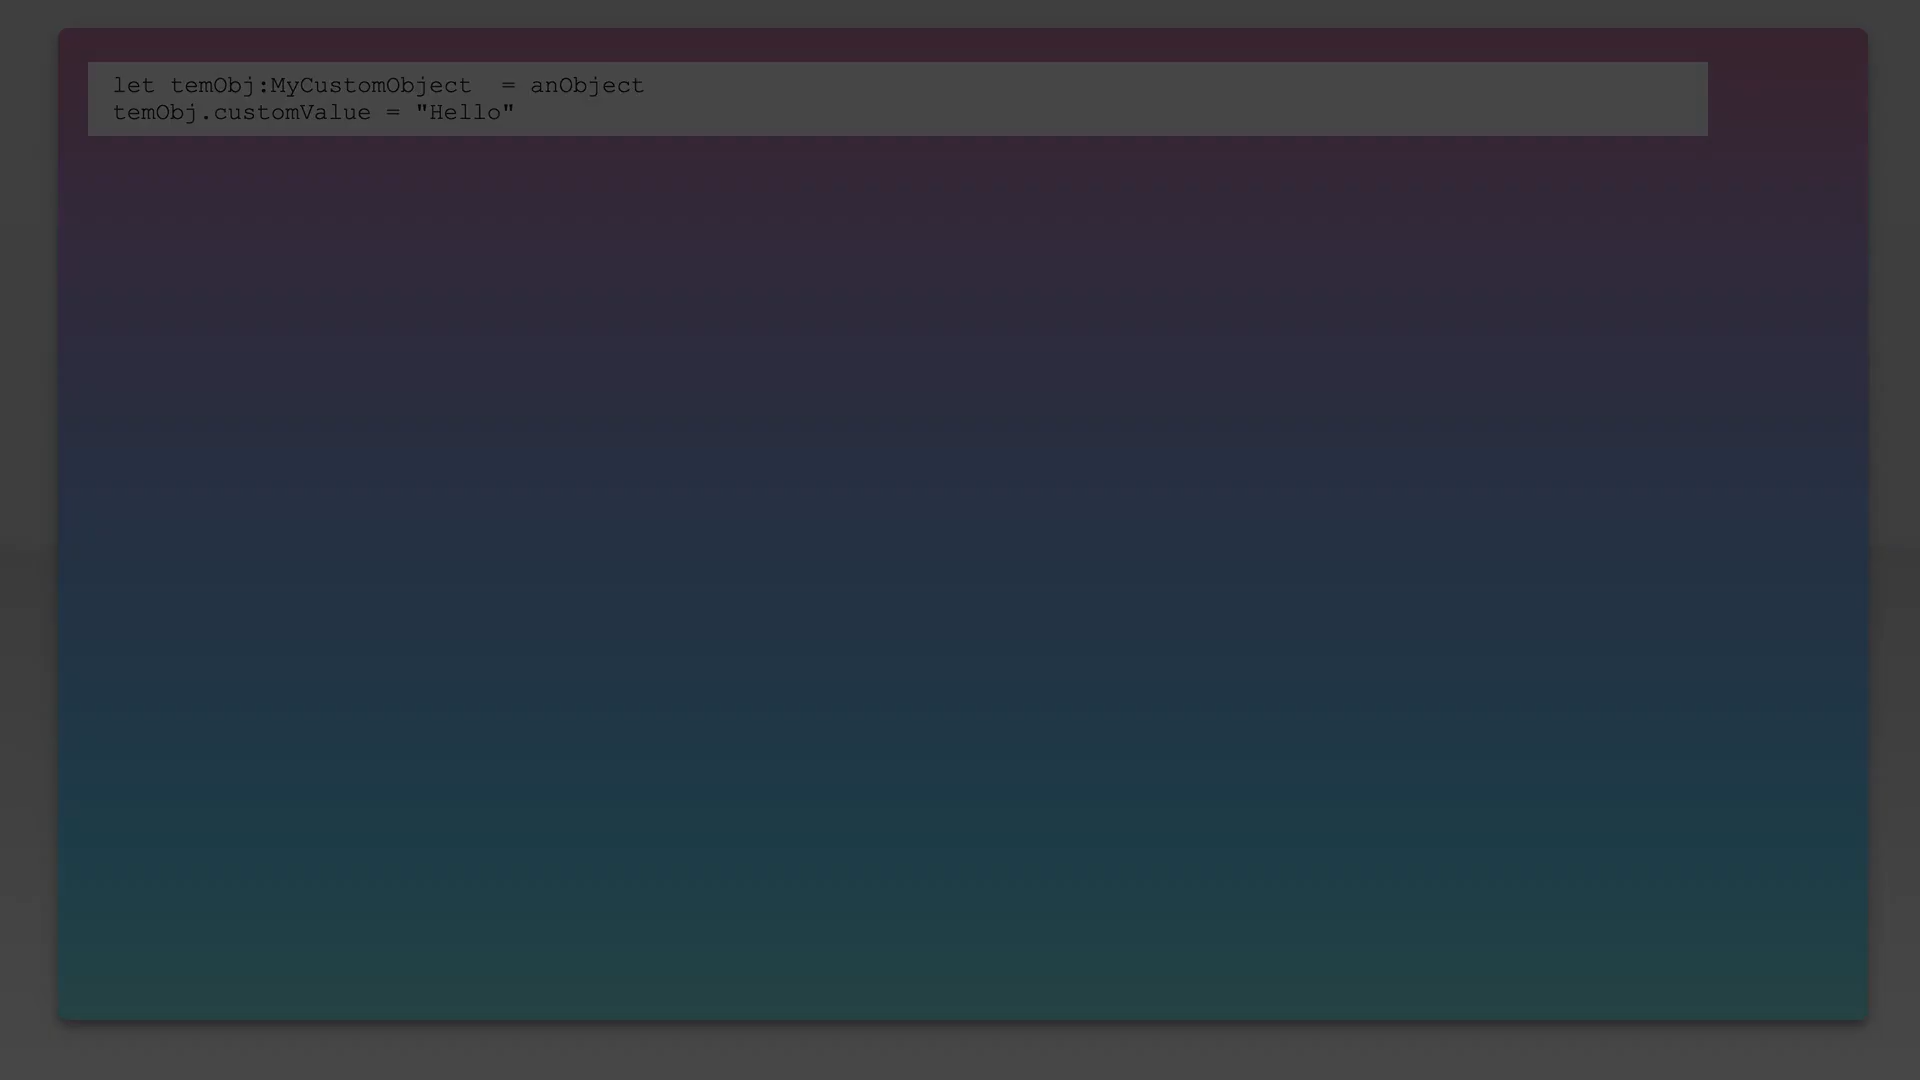 let temObj:MyCustomObject  = anObject
temObj.customValue = "Hello"